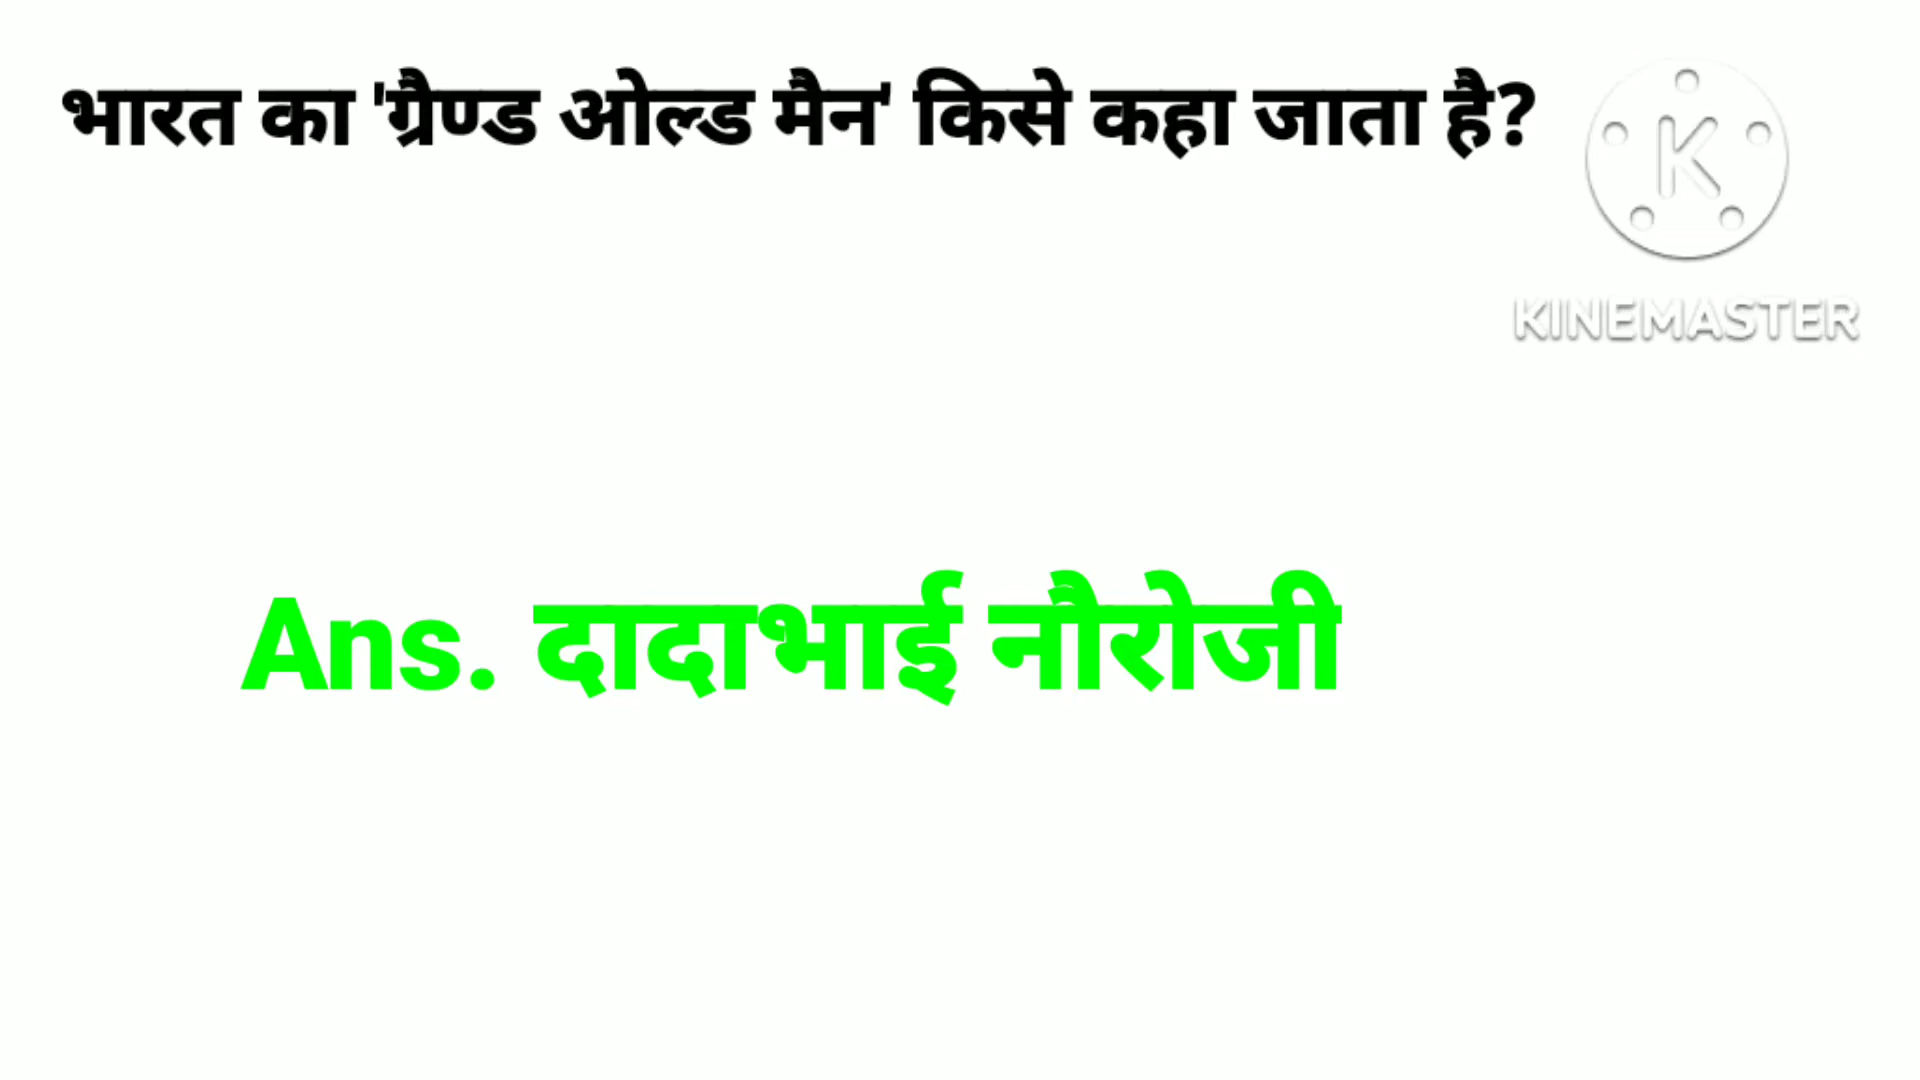 भारत का 'ग्रैण्ड ओल्ड मैन' किसे कहा जाता है?
K
KINEMASTER
Ans. दादाभाई नौरोजी